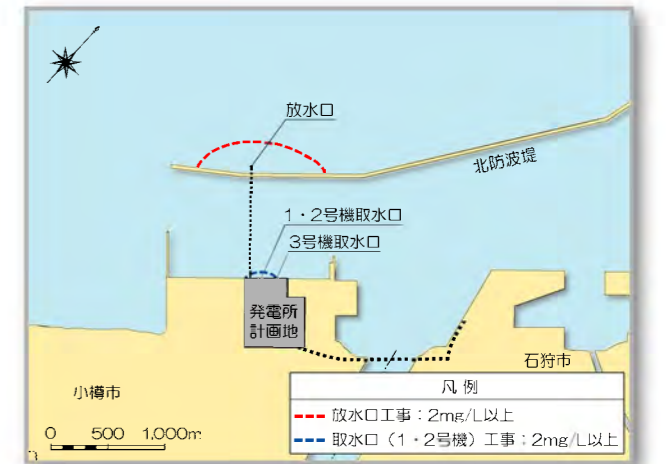 放水口
北防波堤
1・2号機取水口
3号機取水口
発電所
計画地
石狩市
小樽市
0 500 1,000m
凡 例
放水口工事：2mg/L以上
取水口（1・2号機）工事：2mg/L以上